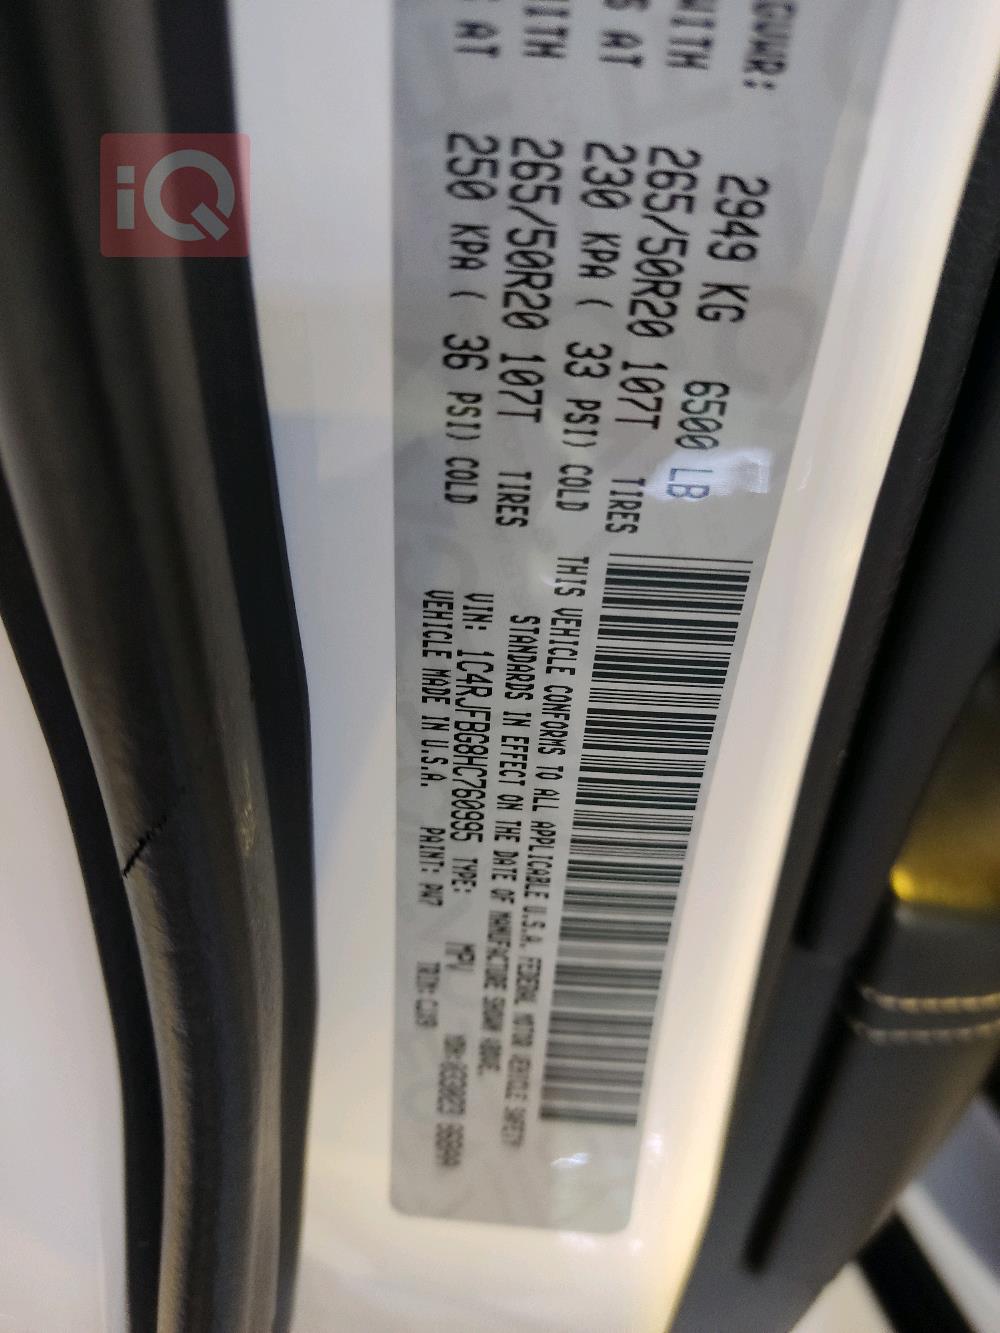 GVWR: 2949 KG 6500 LB
WITH 265/50R20 107T TIRES
S AT 230 KPA ( 33 PSI) COLD
WITH 265/50R20 107T TIRES
S AT 250 KPA ( 36 PSI) COLD
THIS VEHICLE CONFORMS TO ALL APPLICABLE U.S.A. FEDERAL MOTOR VEHICLE SAFETY
STANDARDS IN EFFECT ON THE DATE OF MANUFACTURE SHOWN ABOVE.
VIN: 1C4RJFBG8HC760995 TYPE: MPV
VEHICLE MADE IN U.S.A. PAINT: PW7 TRIM:
iQ